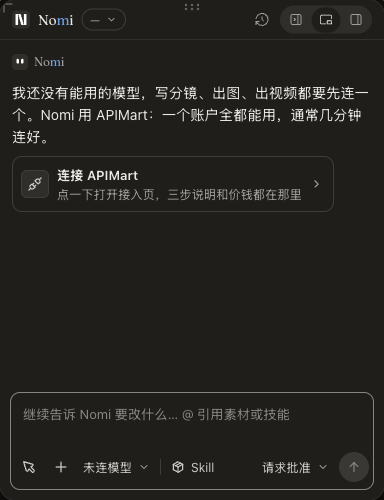 N Nomi —
Nomi
我还没有能用的模型，写分镜、出图、出视频都要先连一
个。Nomi 用 APIMart：一个账户全都能用，通常几分钟
连好。
连接 APIMart
点一下打开接入页，三步说明和价钱都在那里
继续告诉 Nomi 要改什么... @ 引用素材或技能
未连模型 Skill 请求批准